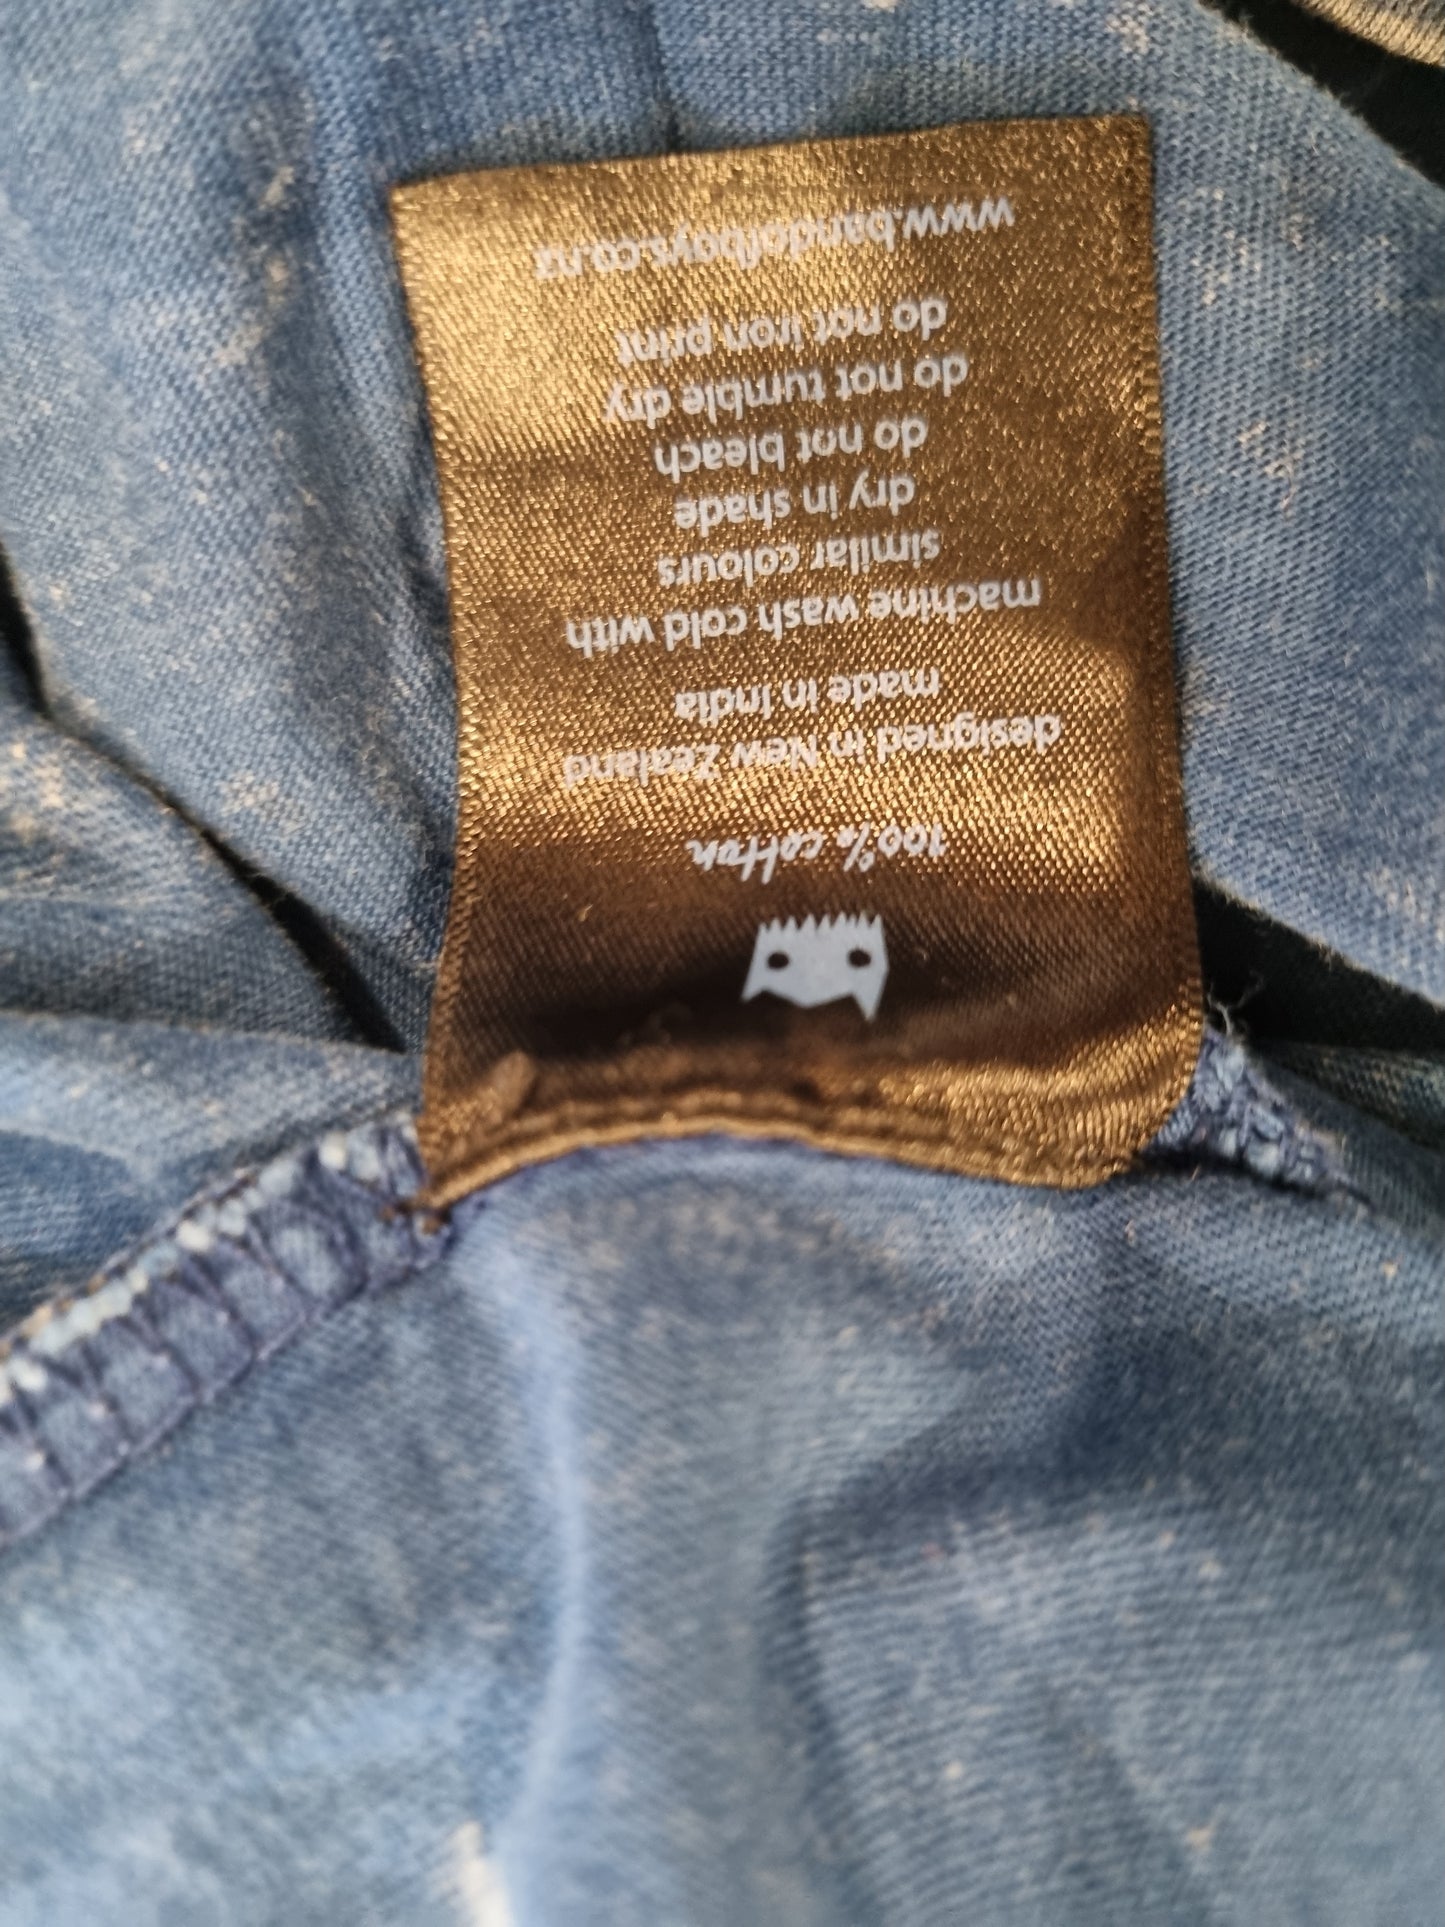 100% cotton
designed in New Zealand
made in India
machine wash cold with
similar colours
dry in shade
do not bleach
do not tumble dry
do not iron print
www.bandofboys.co.nz